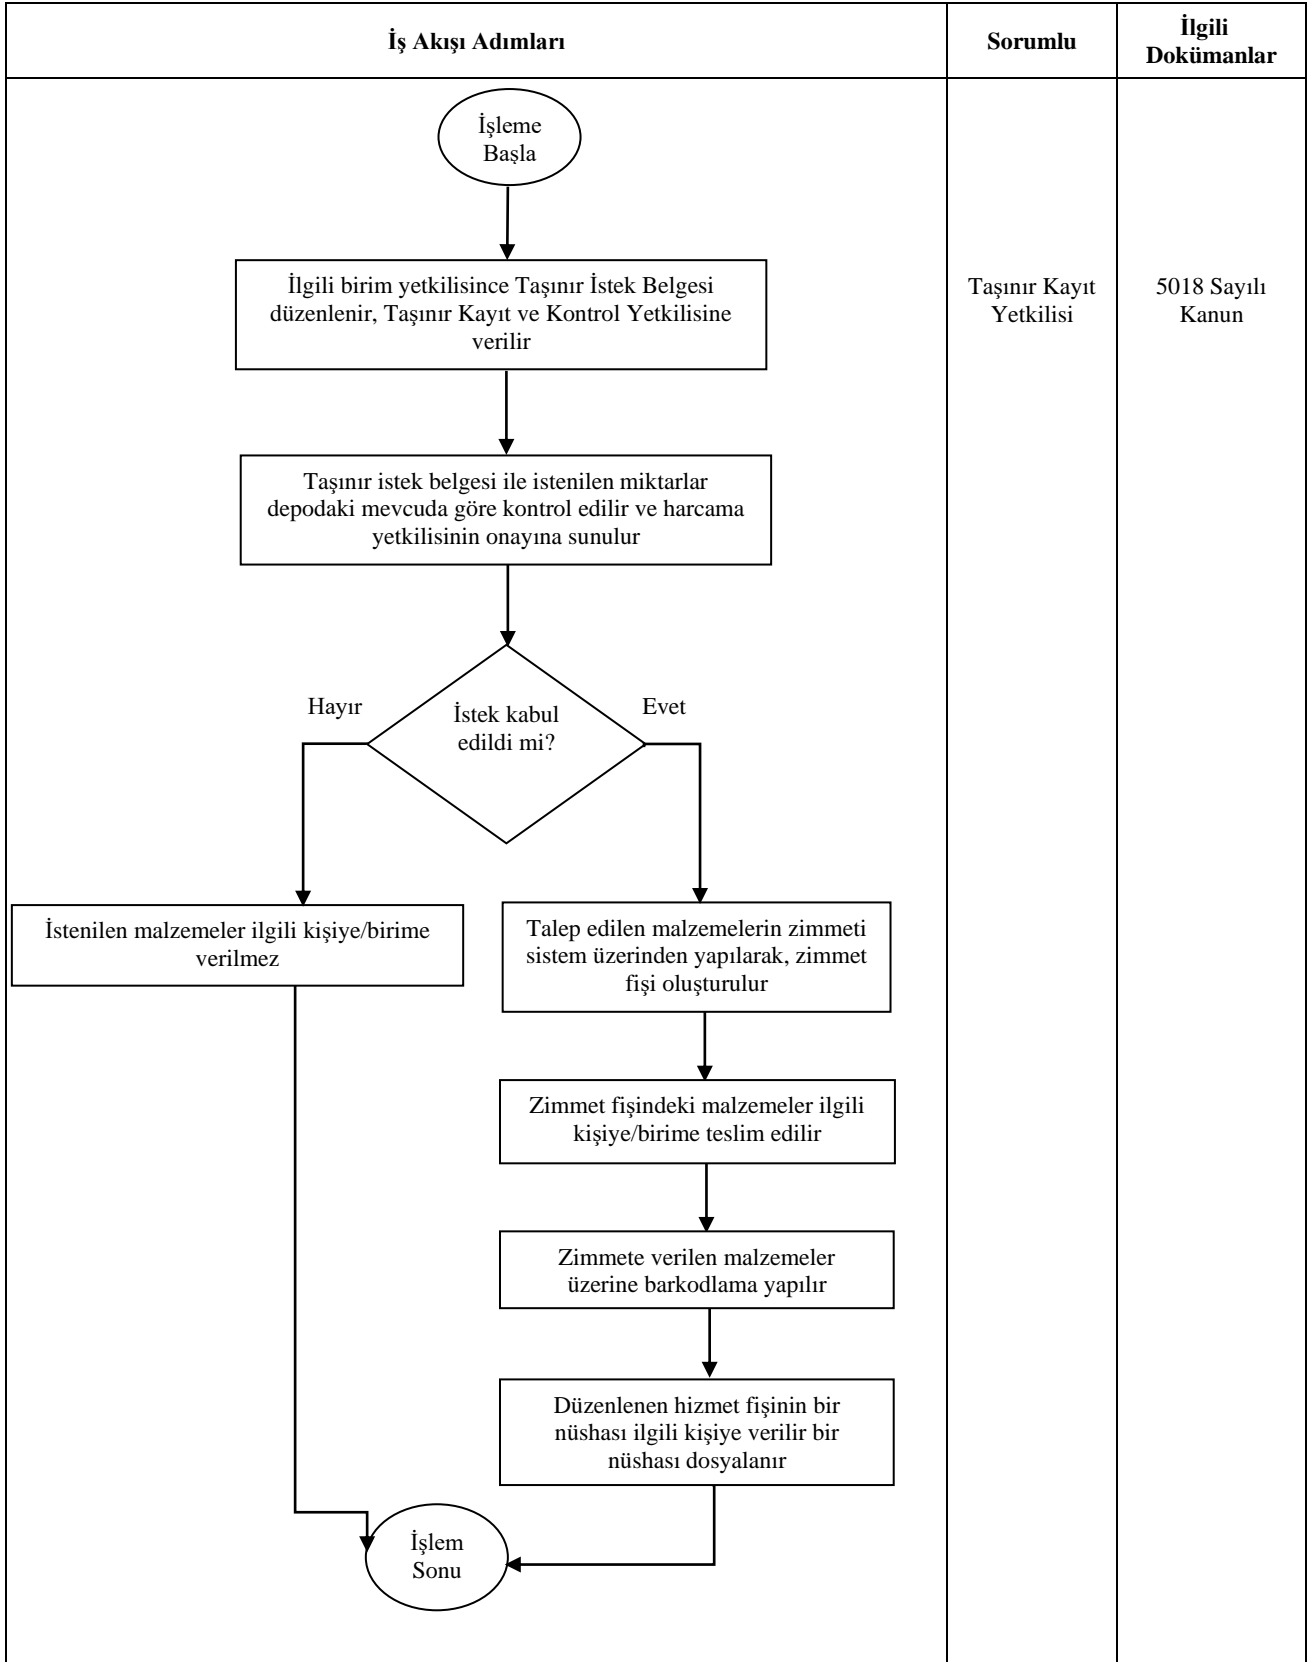 İş Akışı Adımları
Sorumlu
İlgili
Dokümanlar
İşleme
Başla
İlgili birim yetkilisince Taşınır İstek Belgesi
düzenlenir, Taşınır Kayıt ve Kontrol Yetkilisine
verilir
Taşınır Kayıt
Yetkilisi
5018 Sayılı
Kanun
Taşınır istek belgesi ile istenilen miktarlar
depodaki mevcuda göre kontrol edilir ve harcama
yetkilisinin onayına sunulur
Hayır
İstek kabul
edildi mi?
Evet
İstenilen malzemeler ilgili kişiye/birime
verilmez
Talep edilen malzemelerin zimmeti
sistem üzerinden yapılarak, zimmet
fişi oluşturulur
Zimmet fişindeki malzemeler ilgili
kişiye/birime teslim edilir
Zimmete verilen malzemeler
üzerine barkodlama yapılır
Düzenlenen hizmet fişinin bir
nüshası ilgili kişiye verilir bir
nüshası dosyalanır
İşlem
Sonu